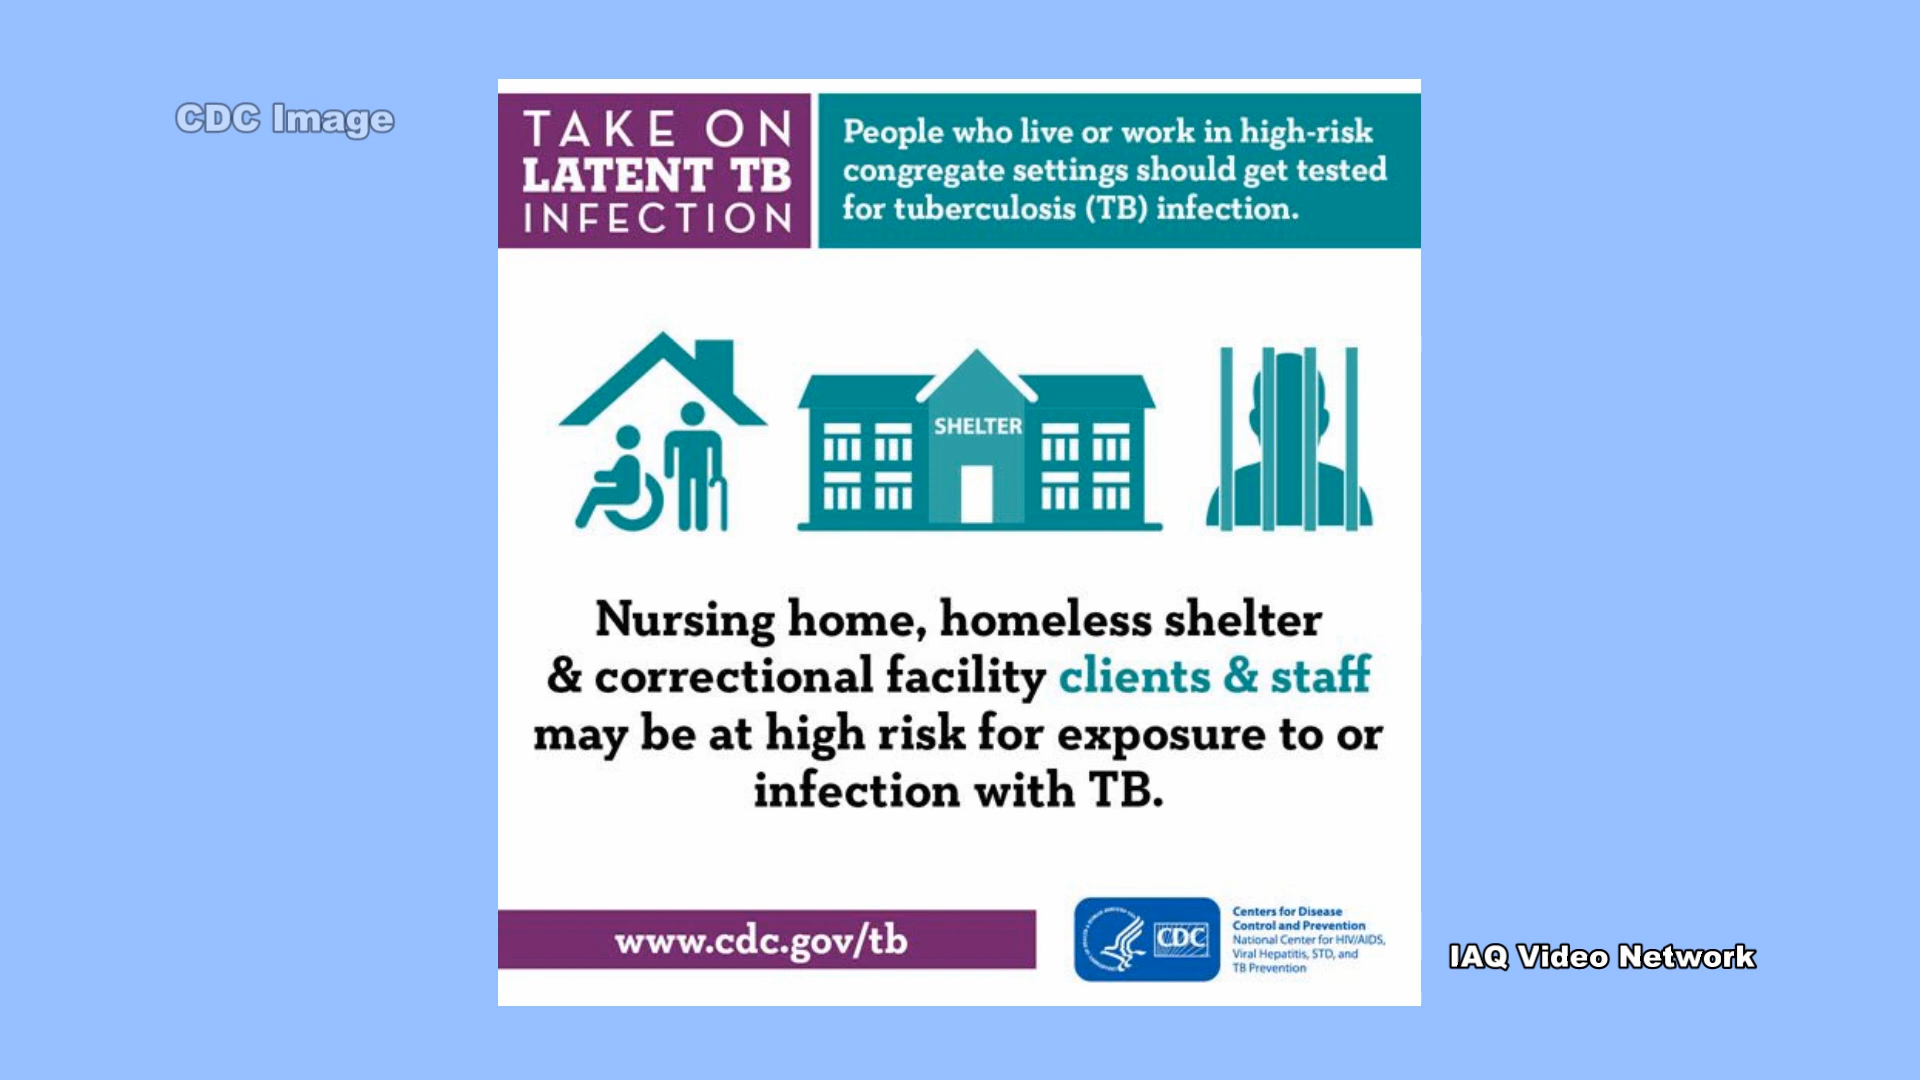 CDC Image
TAKE ON
LATENT TB
INFECTION
People who live or work in high-risk
congregate settings should get tested
for tuberculosis (TB) infection.
SHELTER
Nursing home, homeless shelter
& correctional facility clients & staff
may be at high risk for exposure to or
infection with TB.
www.cdc.gov/tb
CDC
Centers for Disease
Control and Prevention
National Center for HIV/AIDS,
Viral Hepatitis, STD, and
TB Prevention
IAQ Video Network